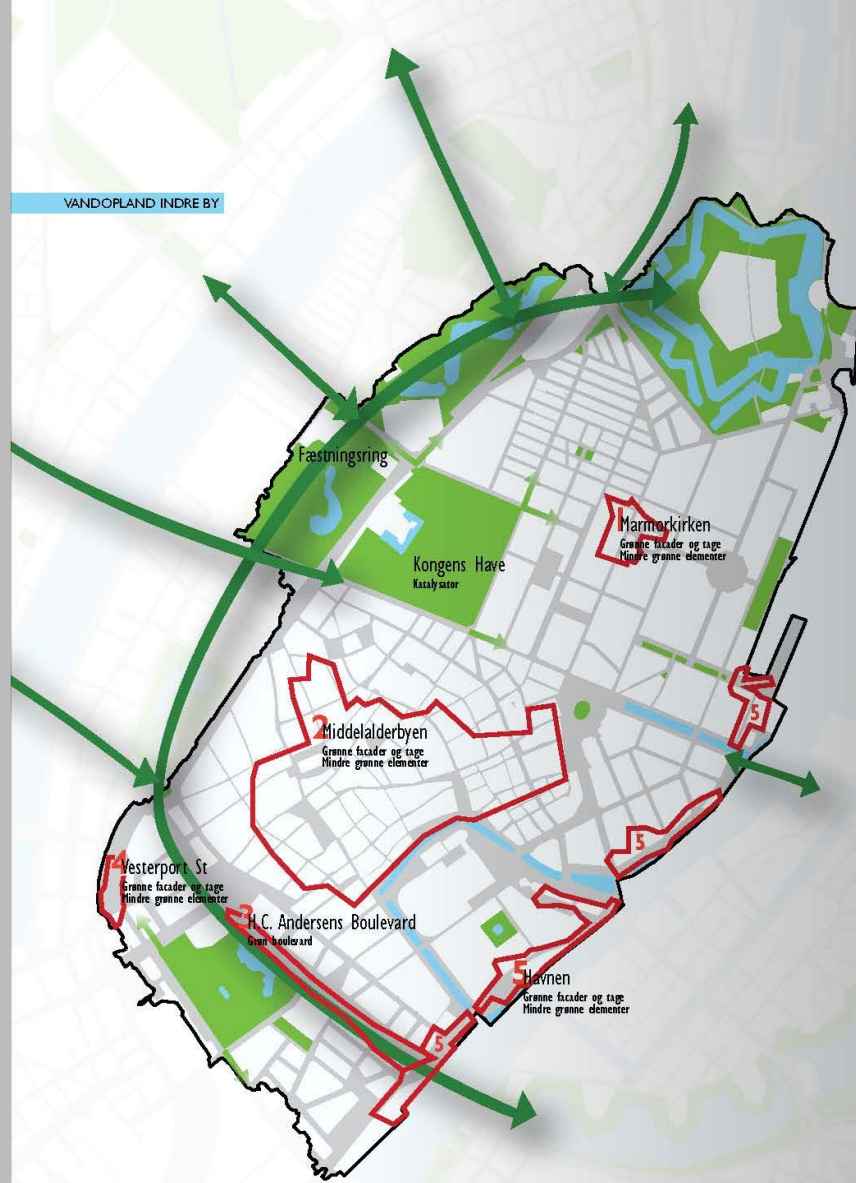 VANDOPLAND INDRE BY
Fæstningsring
Kongens Have
Katalysator
1
Marmorkirken
Grønne facader og tage
Mindre grønne elementer
2
Middelalderbyen
Grønne facader og tage
Mindre grønne elementer
5
5
4
Vesterport St
Grønne facader og tage
Mindre grønne elementer
3
H.C. Andersens Boulevard
Grøn boulevard
5
Havnen
Grønne facader og tage
Mindre grønne elementer
5